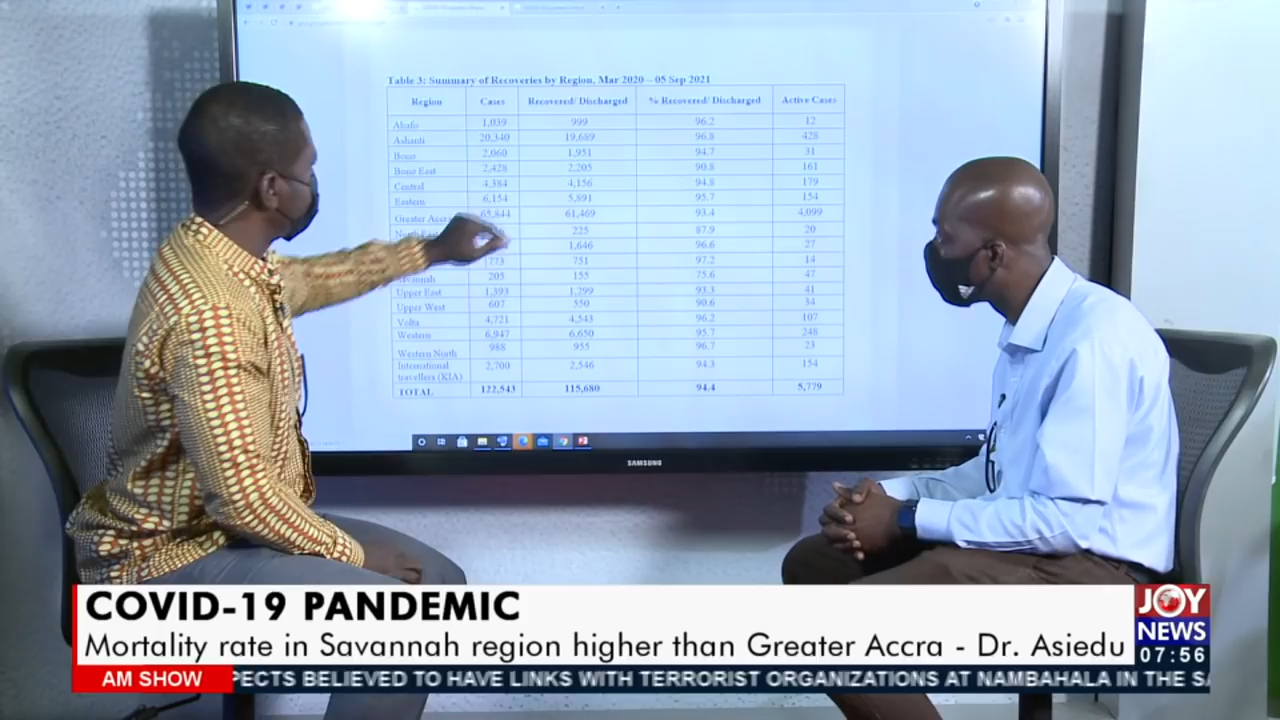 Table 3: Summary of Recoveries by Region, Mar 2020 – 05 Sep 2021
Region Cases Recovered/ Discharged % Recovered/ Discharged Active Cases
Ahafo 1,039 999 96.2 12
Ashanti 20,340 19,689 96.8 428
Bono 2,060 1,951 94.7 31
Bono East 2,428 2,205 90.8 161
Central 4,384 4,156 94.8 179
Eastern 6,154 5,891 95.7 154
Greater Accra 65,844 61,469 93.4 4,099
North East 225 87.9 20
1,646 96.6 27
773 751 97.2 14
Savannah 205 155 75.6 47
Upper East 1,393 1,299 93.3 41
Upper West 607 550 90.6 34
Volta 4,721 4,543 96.2 107
Western 6,947 6,650 95.7 248
Western North 988 955 96.7 23
International travellers (KIA) 2,700 2,546 94.3 154
TOTAL 122,543 115,680 94.4 5,779
SAMSUNG
COVID-19 PANDEMIC
Mortality rate in Savannah region higher than Greater Accra - Dr. Asiedu
JOY
NEWS
07:56
AM SHOW
PECTS BELIEVED TO HAVE LINKS WITH TERRORIST ORGANIZATIONS AT NAMBAHALA IN THE SA